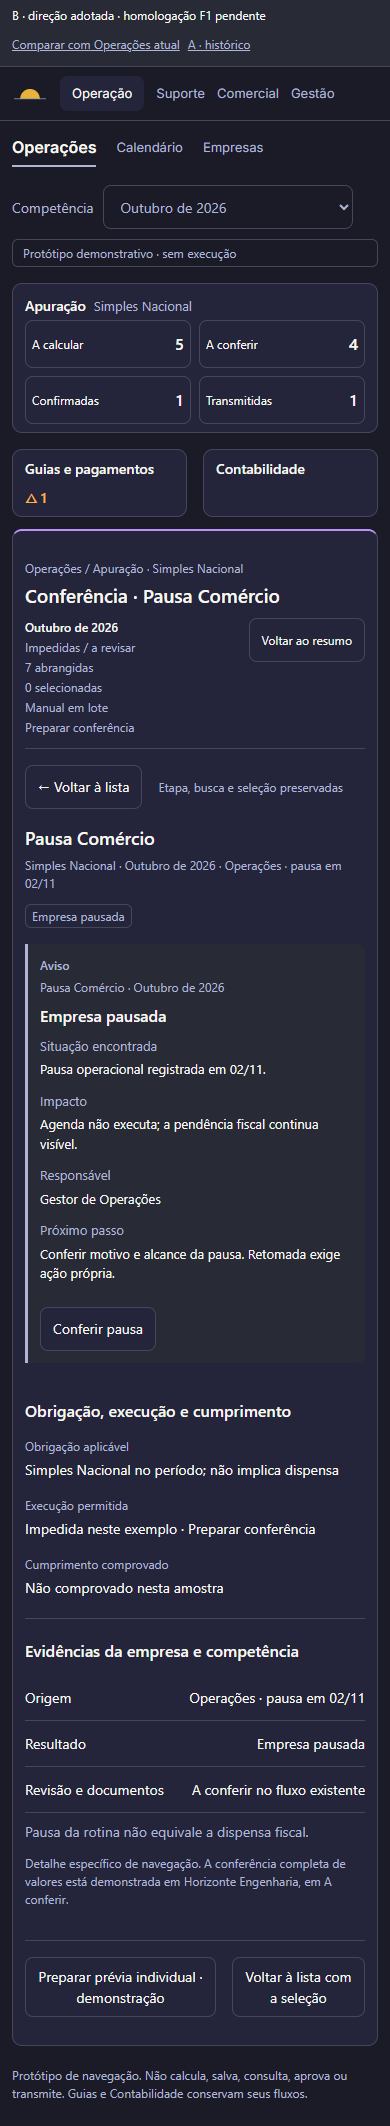 B · direção adotada · homologação F1 pendente
Comparar com Operações atual A · histórico
Operação Suporte Comercial Gestão
Operações Calendário Empresas
Competência Outubro de 2026
Protótipo demonstrativo · sem execução
Apuração Simples Nacional
A calcular 5 A conferir 4
Confirmadas 1 Transmitidas 1
Guias e pagamentos Contabilidade
△ 1
Operações / Apuração · Simples Nacional
Conferência · Pausa Comércio
Outubro de 2026
Impedidas / a revisar
7 abrangidas
0 selecionadas
Manual em lote
Preparar conferência
Voltar ao resumo
← Voltar à lista Etapa, busca e seleção preservadas
Pausa Comércio
Simples Nacional · Outubro de 2026 · Operações · pausa em
02/11
Empresa pausada
Aviso
Pausa Comércio · Outubro de 2026
Empresa pausada
Situação encontrada
Pausa operacional registrada em 02/11.
Impacto
Agenda não executa; a pendência fiscal continua
visível.
Responsável
Gestor de Operações
Próximo passo
Conferir motivo e alcance da pausa. Retomada exige
ação própria.
Conferir pausa
Obrigação, execução e cumprimento
Obrigação aplicável
Simples Nacional no período; não implica dispensa
Execução permitida
Impedida neste exemplo · Preparar conferência
Cumprimento comprovado
Não comprovado nesta amostra
Evidências da empresa e competência
Origem Operações · pausa em 02/11
Resultado Empresa pausada
Revisão e documentos A conferir no fluxo existente
Pausa da rotina não equivale a dispensa fiscal.
Detalhe específico de navegação. A conferência completa de
valores está demonstrada em Horizonte Engenharia, em A
conferir.
Preparar prévia individual ·
demonstração
Voltar à lista com
a seleção
Protótipo de navegação. Não calcula, salva, consulta, aprova ou
transmite. Guias e Contabilidade conservam seus fluxos.